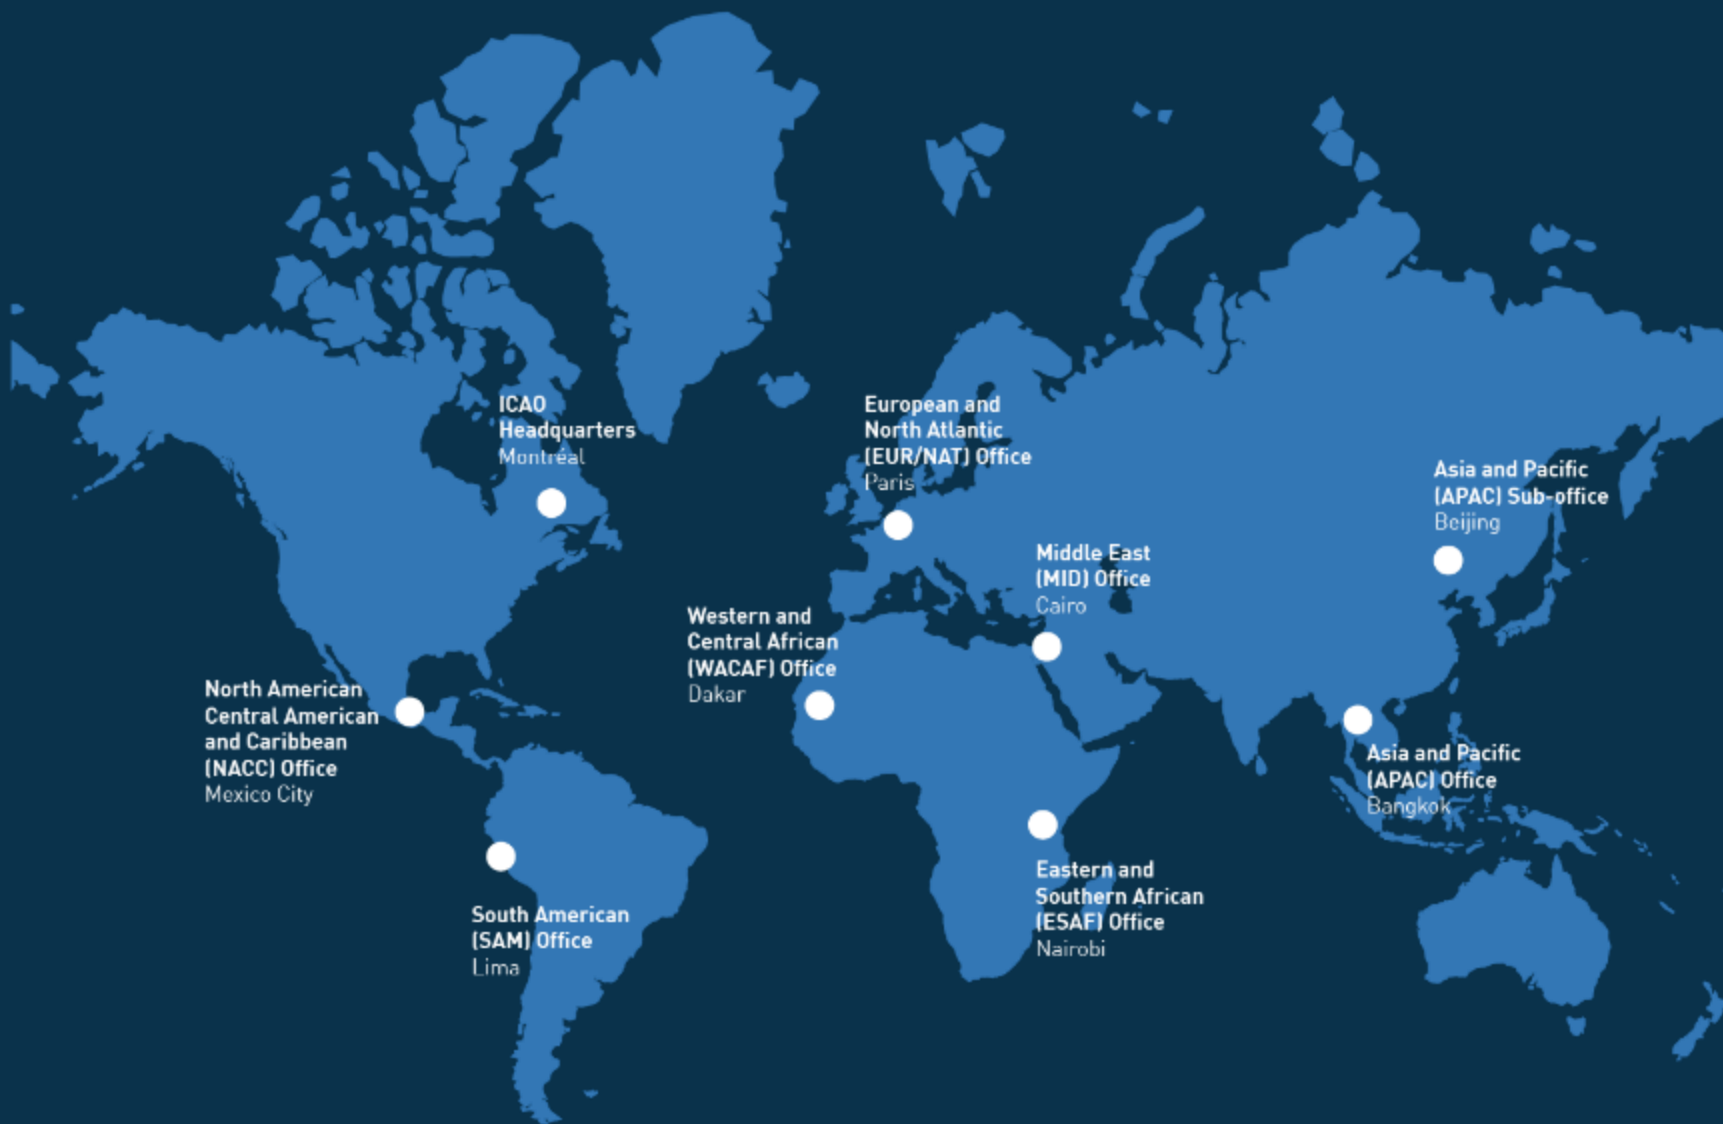 ICAO
Headquarters
Montréal
European and
North Atlantic
(EUR/NAT) Office
Paris
Asia and Pacific
(APAC) Sub-office
Beijing
Middle East
(MID) Office
Cairo
Western and
Central African
(WACAF) Office
Dakar
North American
Central American
and Caribbean
(NACC) Office
Mexico City
Asia and Pacific
(APAC) Office
Bangkok
Eastern and
Southern African
(ESAF) Office
Nairobi
South American
(SAM) Office
Lima